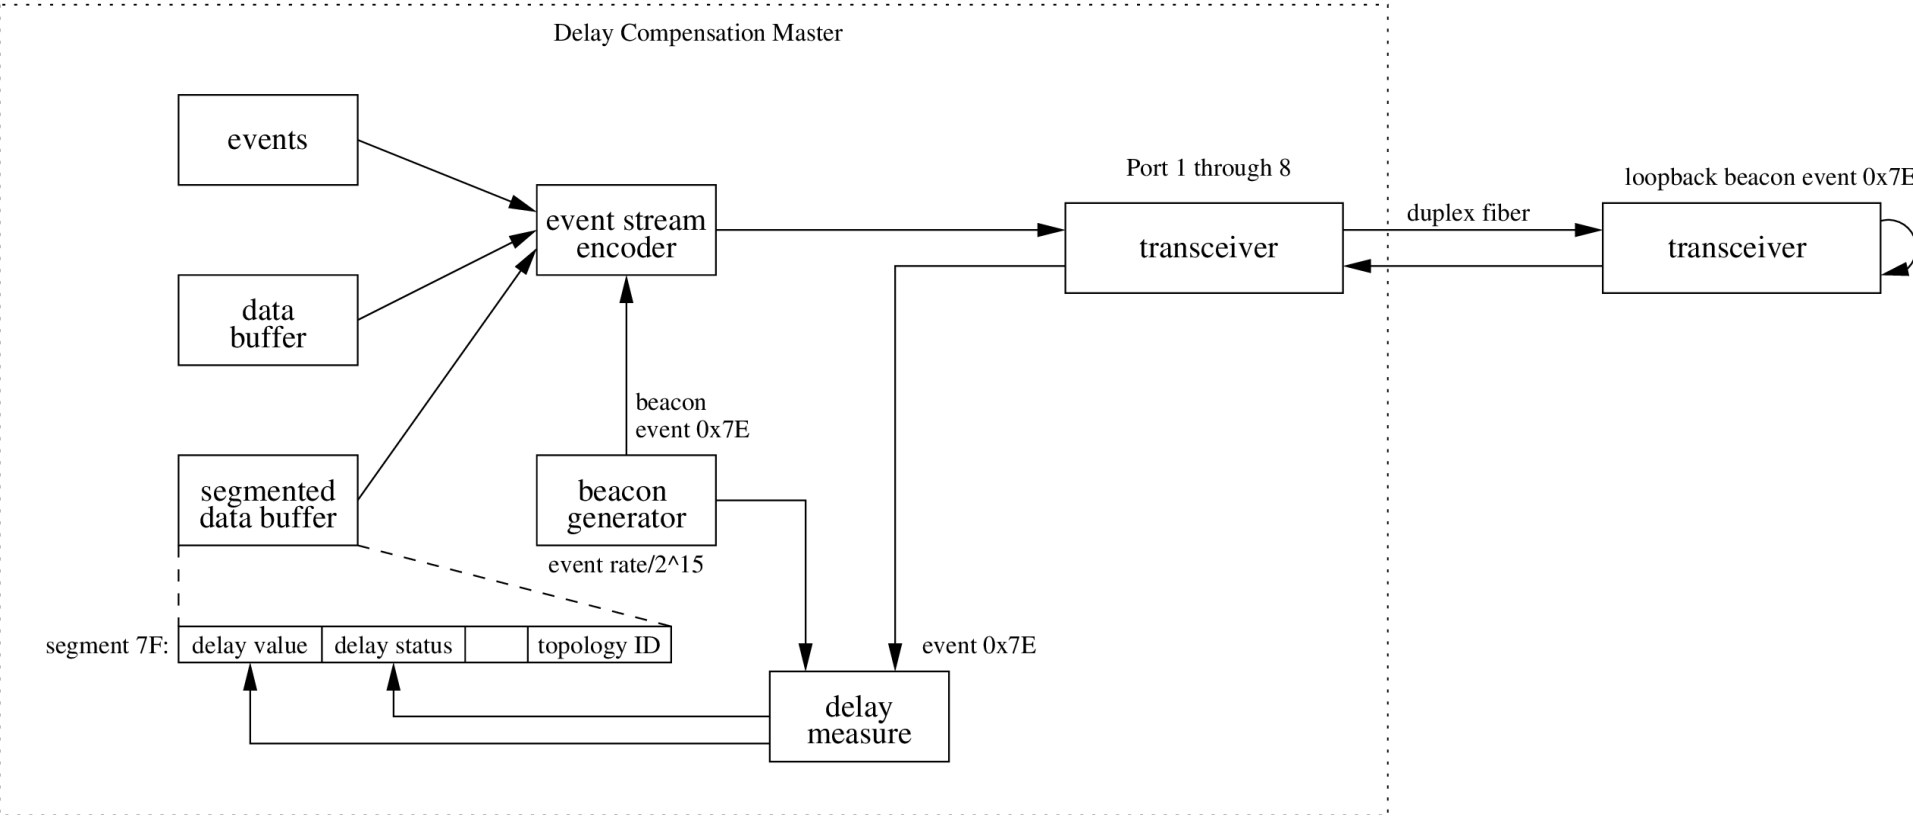 Delay Compensation Master
events
Port 1 through 8
loopback beacon event 0x7E
duplex fiber
event stream
encoder
transceiver
transceiver
data
buffer
beacon
event 0x7E
segmented
data buffer
beacon
generator
event rate/2^15
segment 7F:
delay value
delay status
topology ID
event 0x7E
delay
measure